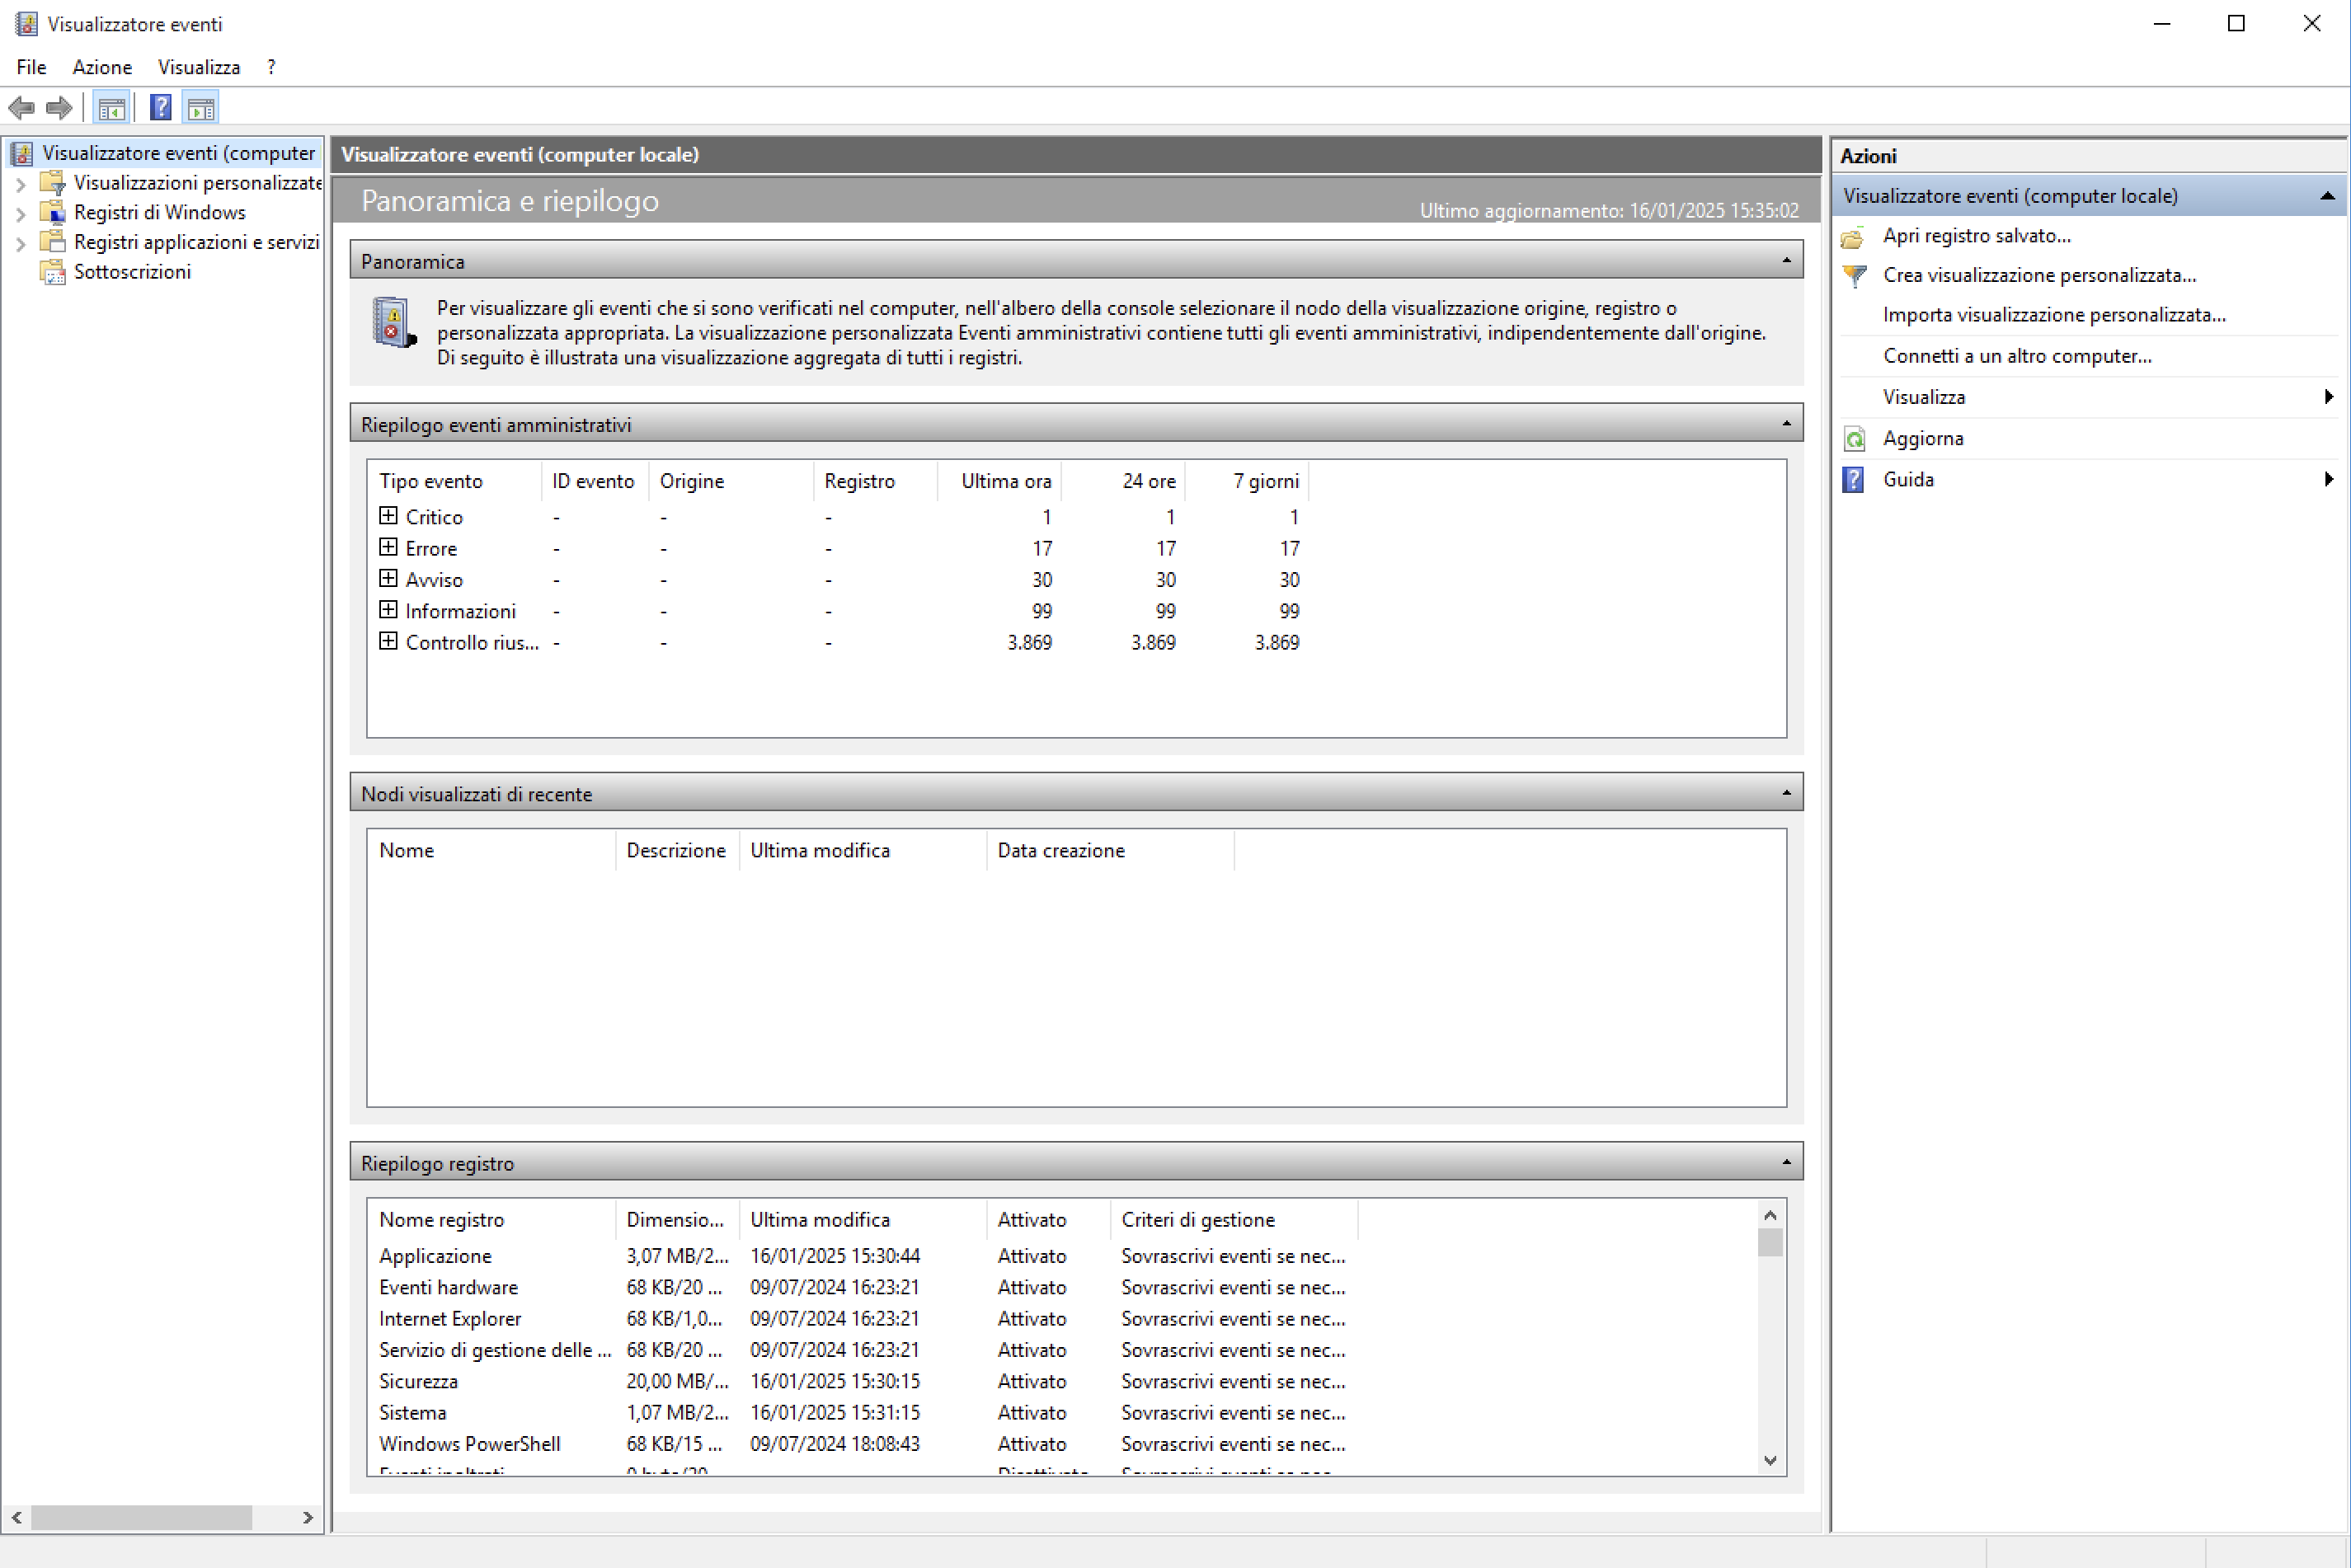 Visualizzatore eventi
File Azione Visualizza ?
Visualizzatore eventi (computer
Visualizzazioni personalizzate
Registri di Windows
Registri applicazioni e servizi
Sottoscrizioni
Visualizzatore eventi (computer locale)
Panoramica e riepilogo
Ultimo aggiornamento: 16/01/2025 15:35:02
Panoramica
Per visualizzare gli eventi che si sono verificati nel computer, nell'albero della console selezionare il nodo della visualizzazione origine, registro o
personalizzata appropriata. La visualizzazione personalizzata Eventi amministrativi contiene tutti gli eventi amministrativi, indipendentemente dall'origine.
Di seguito è illustrata una visualizzazione aggregata di tutti i registri.
Riepilogo eventi amministrativi
Tipo evento ID evento Origine Registro Ultima ora 24 ore 7 giorni
Critico - - - 1 1 1
Errore - - - 17 17 17
Avviso - - - 30 30 30
Informazioni - - - 99 99 99
Controllo rius... - - - 3.869 3.869 3.869
Nodi visualizzati di recente
Nome Descrizione Ultima modifica Data creazione
Riepilogo registro
Nome registro Dimensio... Ultima modifica Attivato Criteri di gestione
Applicazione 3,07 MB/2... 16/01/2025 15:30:44 Attivato Sovrascrivi eventi se nec...
Eventi hardware 68 KB/20 ... 09/07/2024 16:23:21 Attivato Sovrascrivi eventi se nec...
Internet Explorer 68 KB/1,0... 09/07/2024 16:23:21 Attivato Sovrascrivi eventi se nec...
Servizio di gestione delle ... 68 KB/20 ... 09/07/2024 16:23:21 Attivato Sovrascrivi eventi se nec...
Sicurezza 20,00 MB/... 16/01/2025 15:30:15 Attivato Sovrascrivi eventi se nec...
Sistema 1,07 MB/2... 16/01/2025 15:31:15 Attivato Sovrascrivi eventi se nec...
Windows PowerShell 68 KB/15 ... 09/07/2024 18:08:43 Attivato Sovrascrivi eventi se nec...
Azioni
Visualizzatore eventi (computer locale)
Apri registro salvato...
Crea visualizzazione personalizzata...
Importa visualizzazione personalizzata...
Connetti a un altro computer...
Visualizza
Aggiorna
Guida